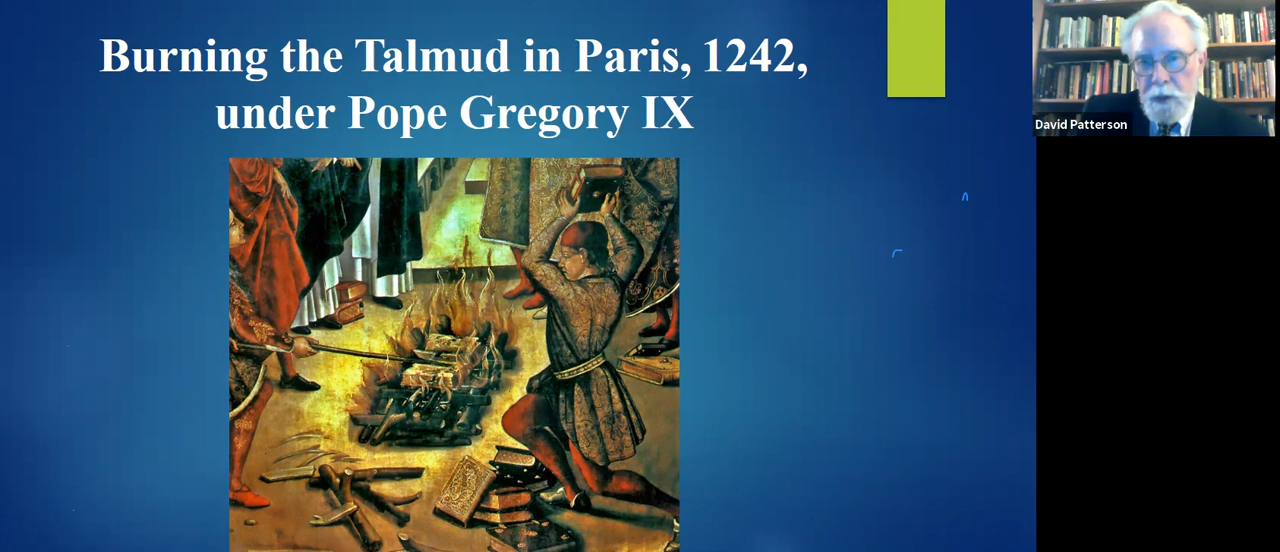 Burning the Talmud in Paris, 1242,
under Pope Gregory IX
David Patterson